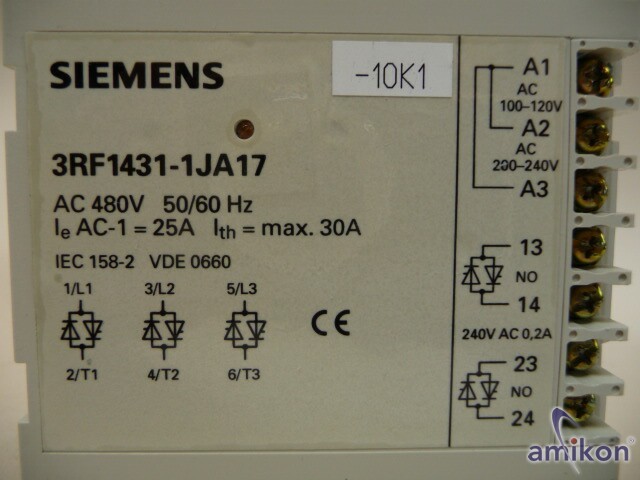 SIEMENS
-10K1
3RF1431-1JA17
AC 480V 50/60 Hz
Ie AC-1 = 25A Ith = max. 30A
IEC 158-2 VDE 0660
1/L1 3/L2 5/L3
CE
2/T1 4/T2 6/T3
A1
AC
100-120V
A2
AC
200-240V
A3
13
NO
14
240V AC 0,2A
23
NO
24
amikon®